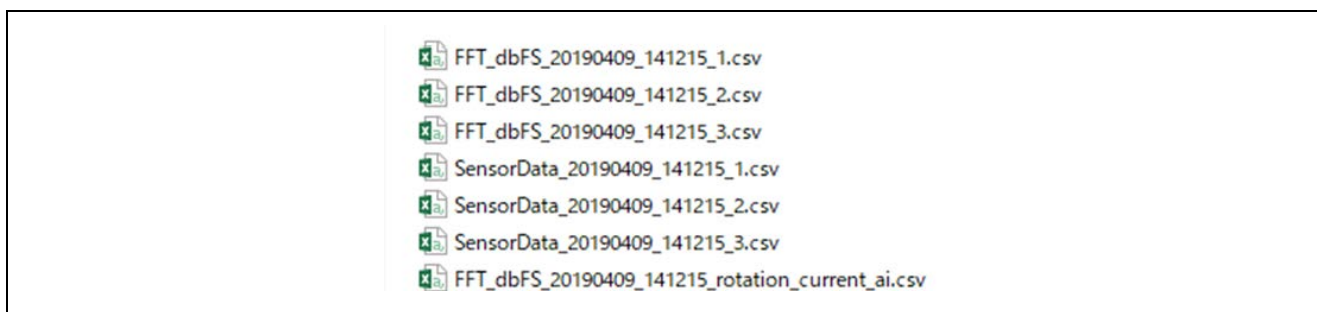 FFT_dbFS_20190409_141215_1.csv
FFT_dbFS_20190409_141215_2.csv
FFT_dbFS_20190409_141215_3.csv
SensorData_20190409_141215_1.csv
SensorData_20190409_141215_2.csv
SensorData_20190409_141215_3.csv
FFT_dbFS_20190409_141215_rotation_current_ai.csv